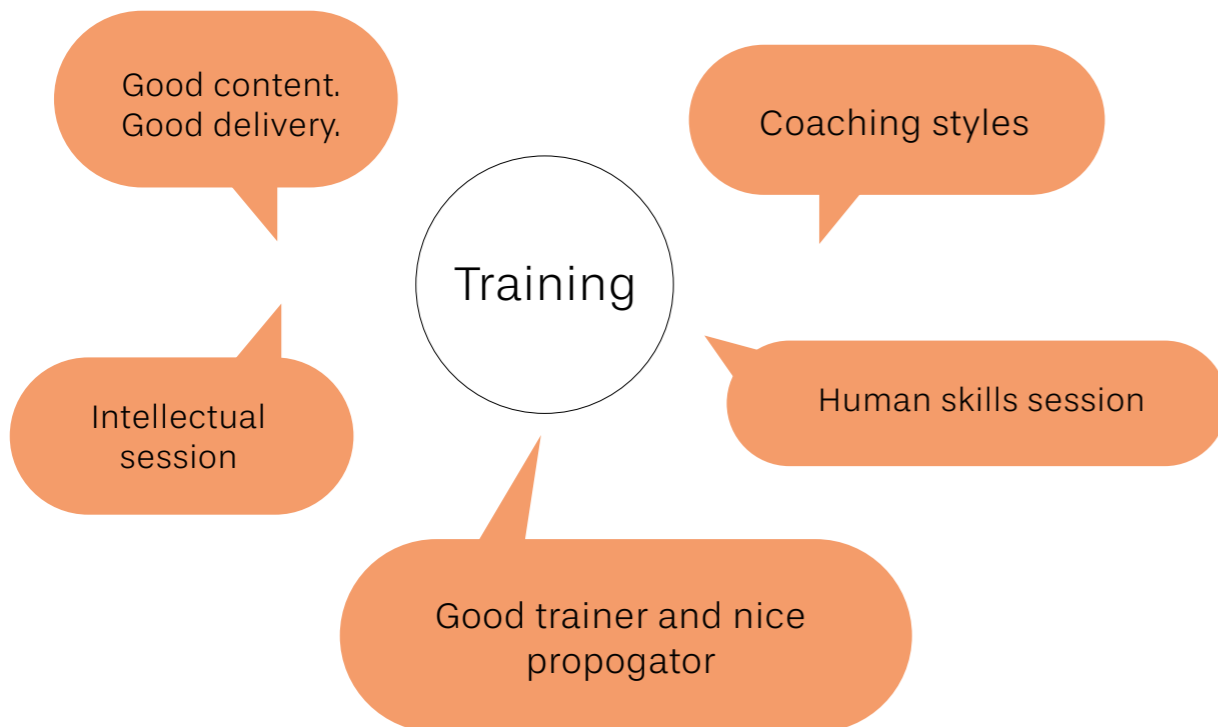 Good content.
Good delivery.
Coaching styles
Training
Intellectual
session
Human skills session
Good trainer and nice
propogator